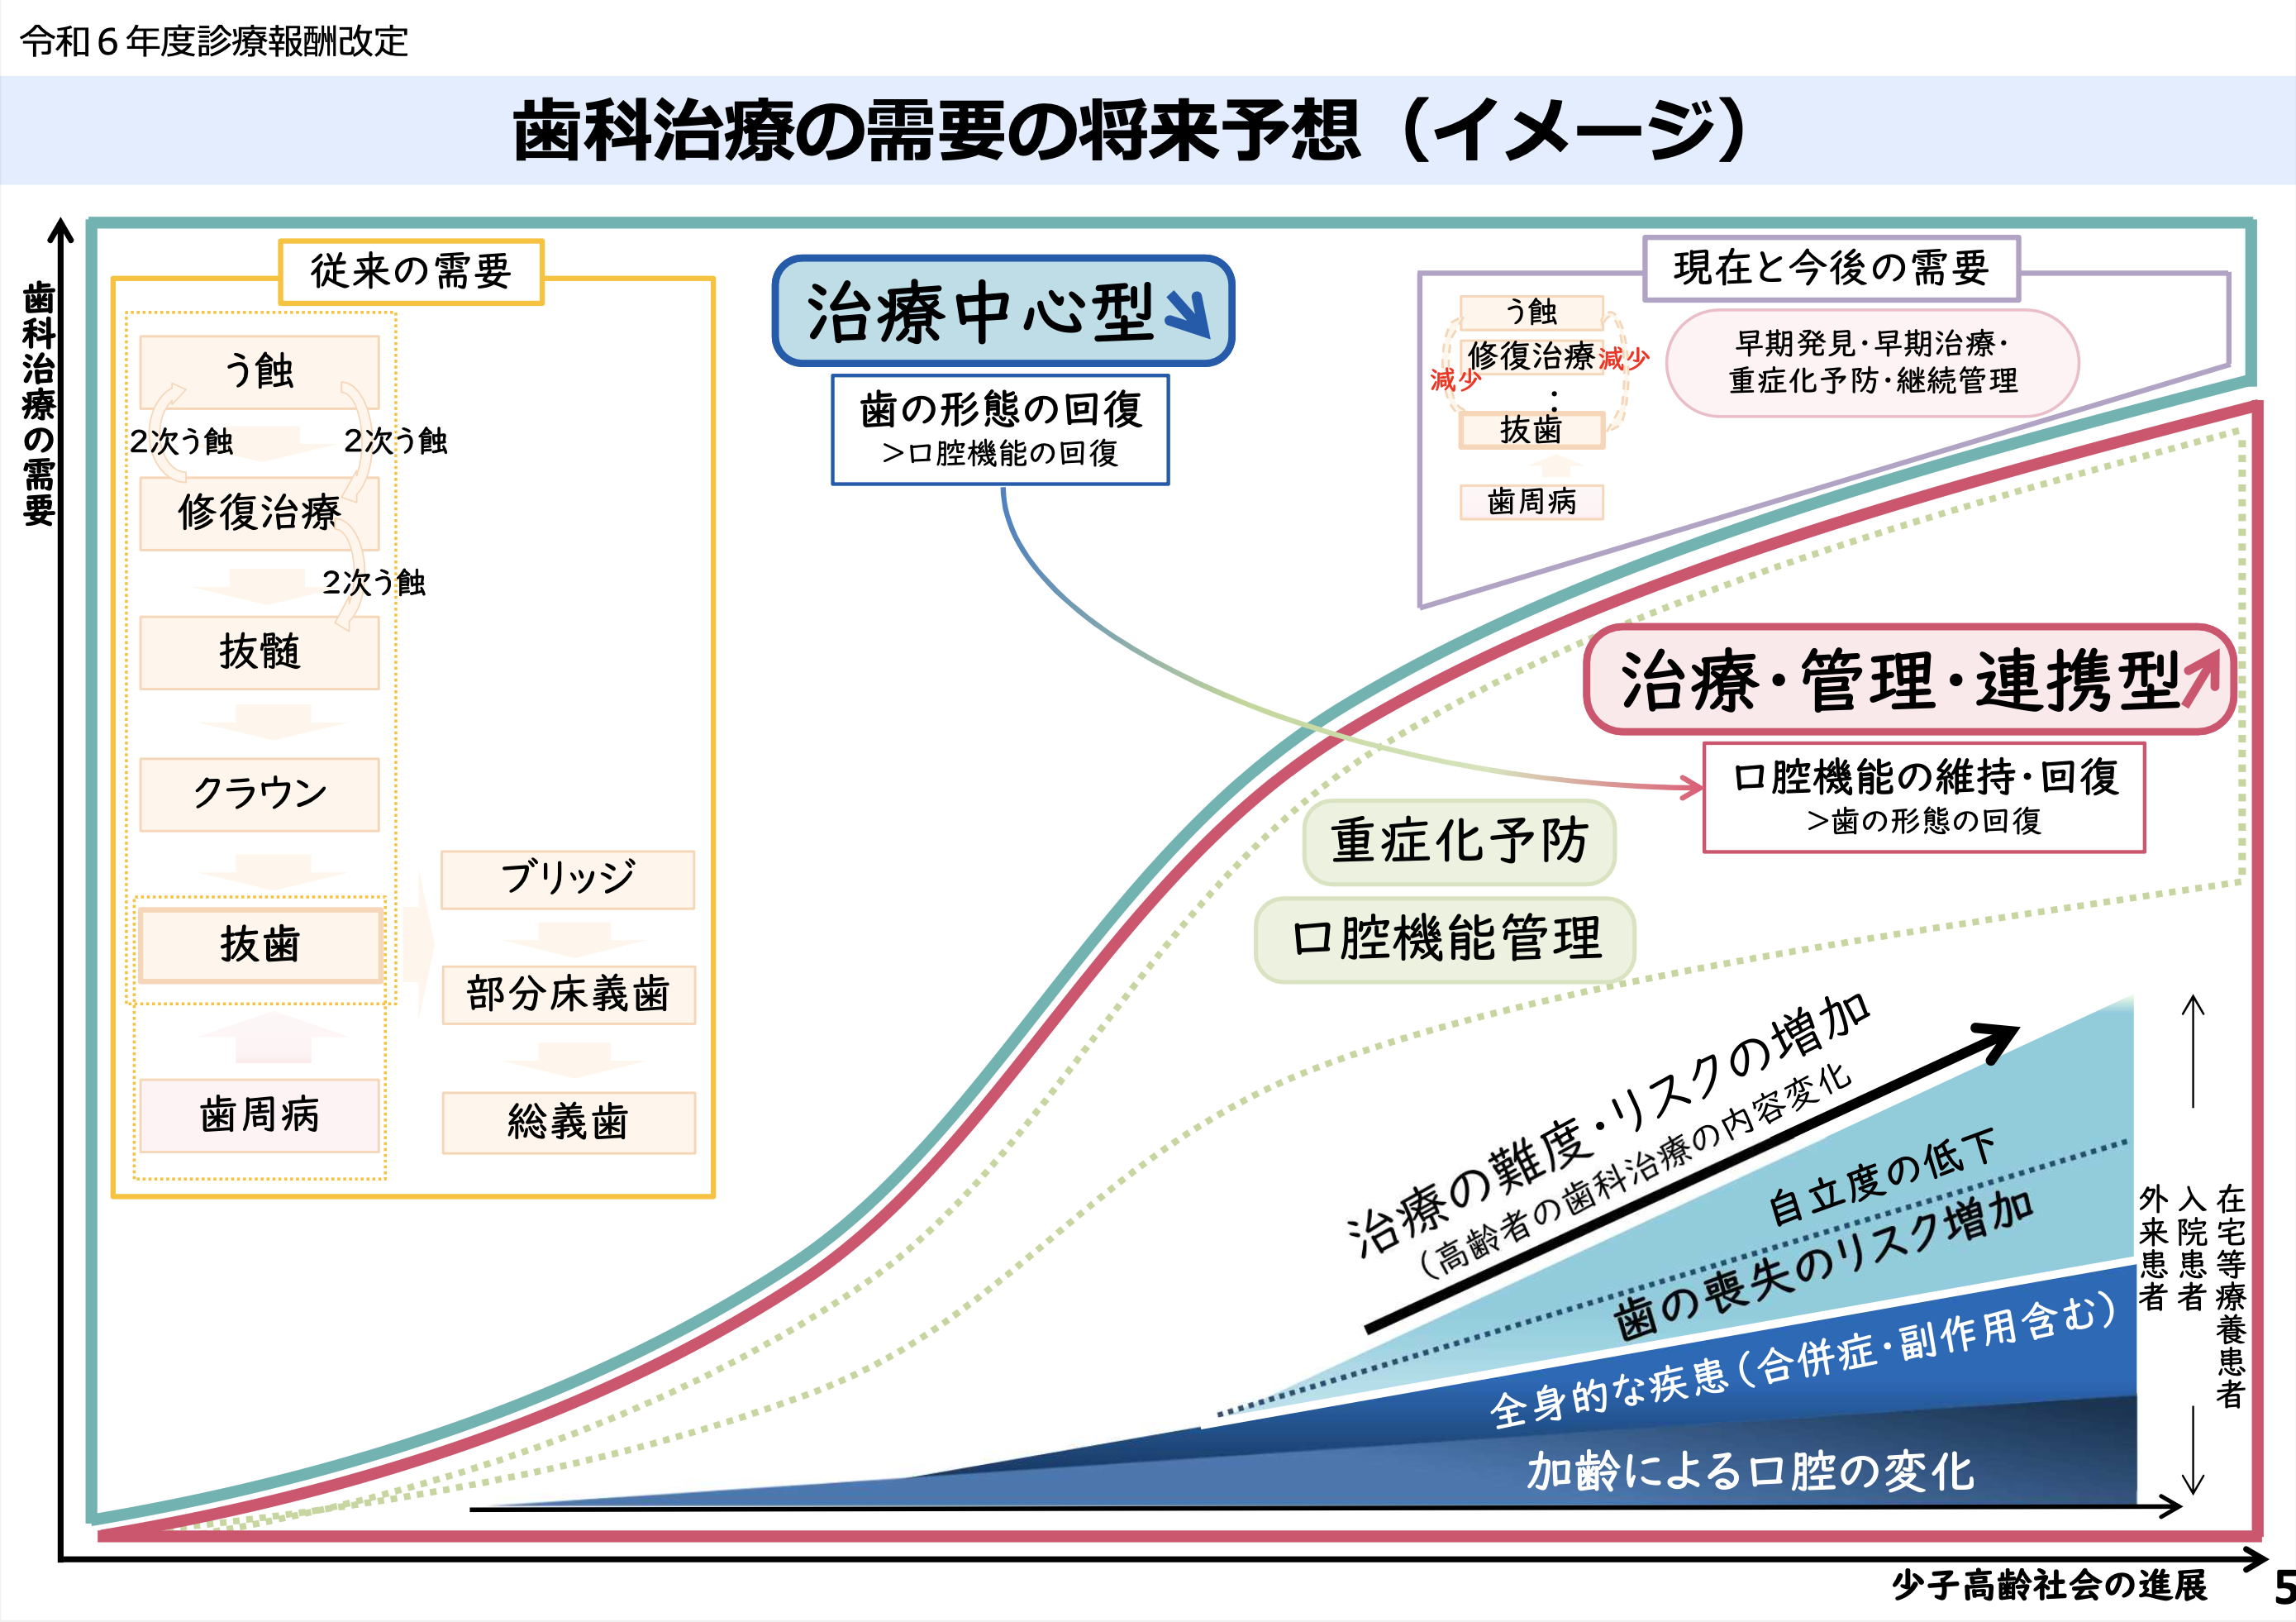 令和６年度診療報酬改定
歯科治療の需要の将来予想（イメージ）
歯科治療の需要
従来の需要
う蝕
2次う蝕
2次う蝕
修復治療
2次う蝕
抜髄
クラウン
抜歯
歯周病
ブリッジ
部分床義歯
総義歯
治療中心型
歯の形態の回復
>口腔機能の回復
現在と今後の需要
う蝕
修復治療
減少
減少
：
抜歯
歯周病
早期発見・早期治療・
重症化予防・継続管理
治療・管理・連携型
口腔機能の維持・回復
>歯の形態の回復
重症化予防
口腔機能管理
治療の難度・リスクの増加
（高齢者の歯科治療の内容変化）
自立度の低下
歯の喪失のリスク増加
全身的な疾患（合併症・副作用含む）
加齢による口腔の変化
在宅等療養患者
入院患者
外来患者
少子高齢社会の進展
5